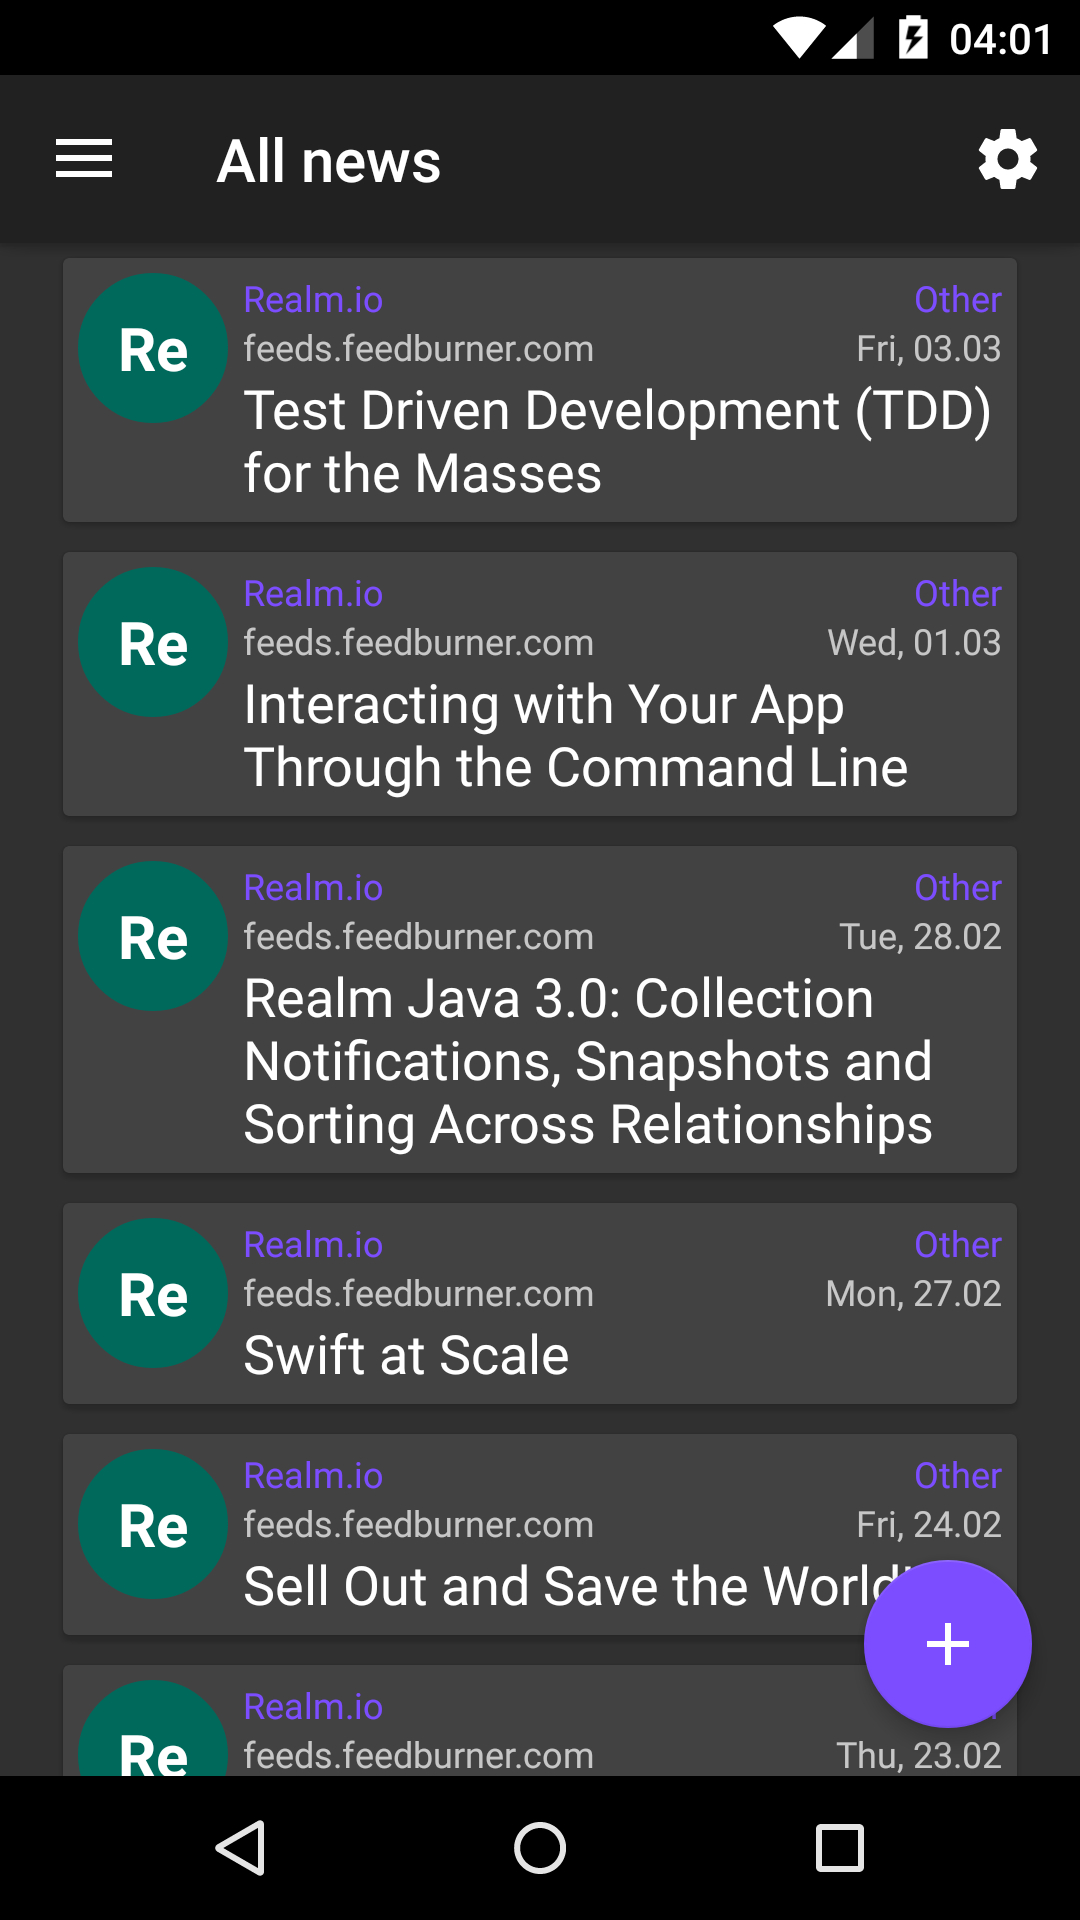 04:01
All news
Re
Realm.io
Other
feeds.feedburner.com
Fri, 03.03
Test Driven Development (TDD)
for the Masses
Re
Realm.io
Other
feeds.feedburner.com
Wed, 01.03
Interacting with Your App
Through the Command Line
Re
Realm.io
Other
feeds.feedburner.com
Tue, 28.02
Realm Java 3.0: Collection
Notifications, Snapshots and
Sorting Across Relationships
Re
Realm.io
Other
feeds.feedburner.com
Mon, 27.02
Swift at Scale
Re
Realm.io
Other
feeds.feedburner.com
Fri, 24.02
Sell Out and Save the World
Re
Realm.io
feeds.feedburner.com
Thu, 23.02